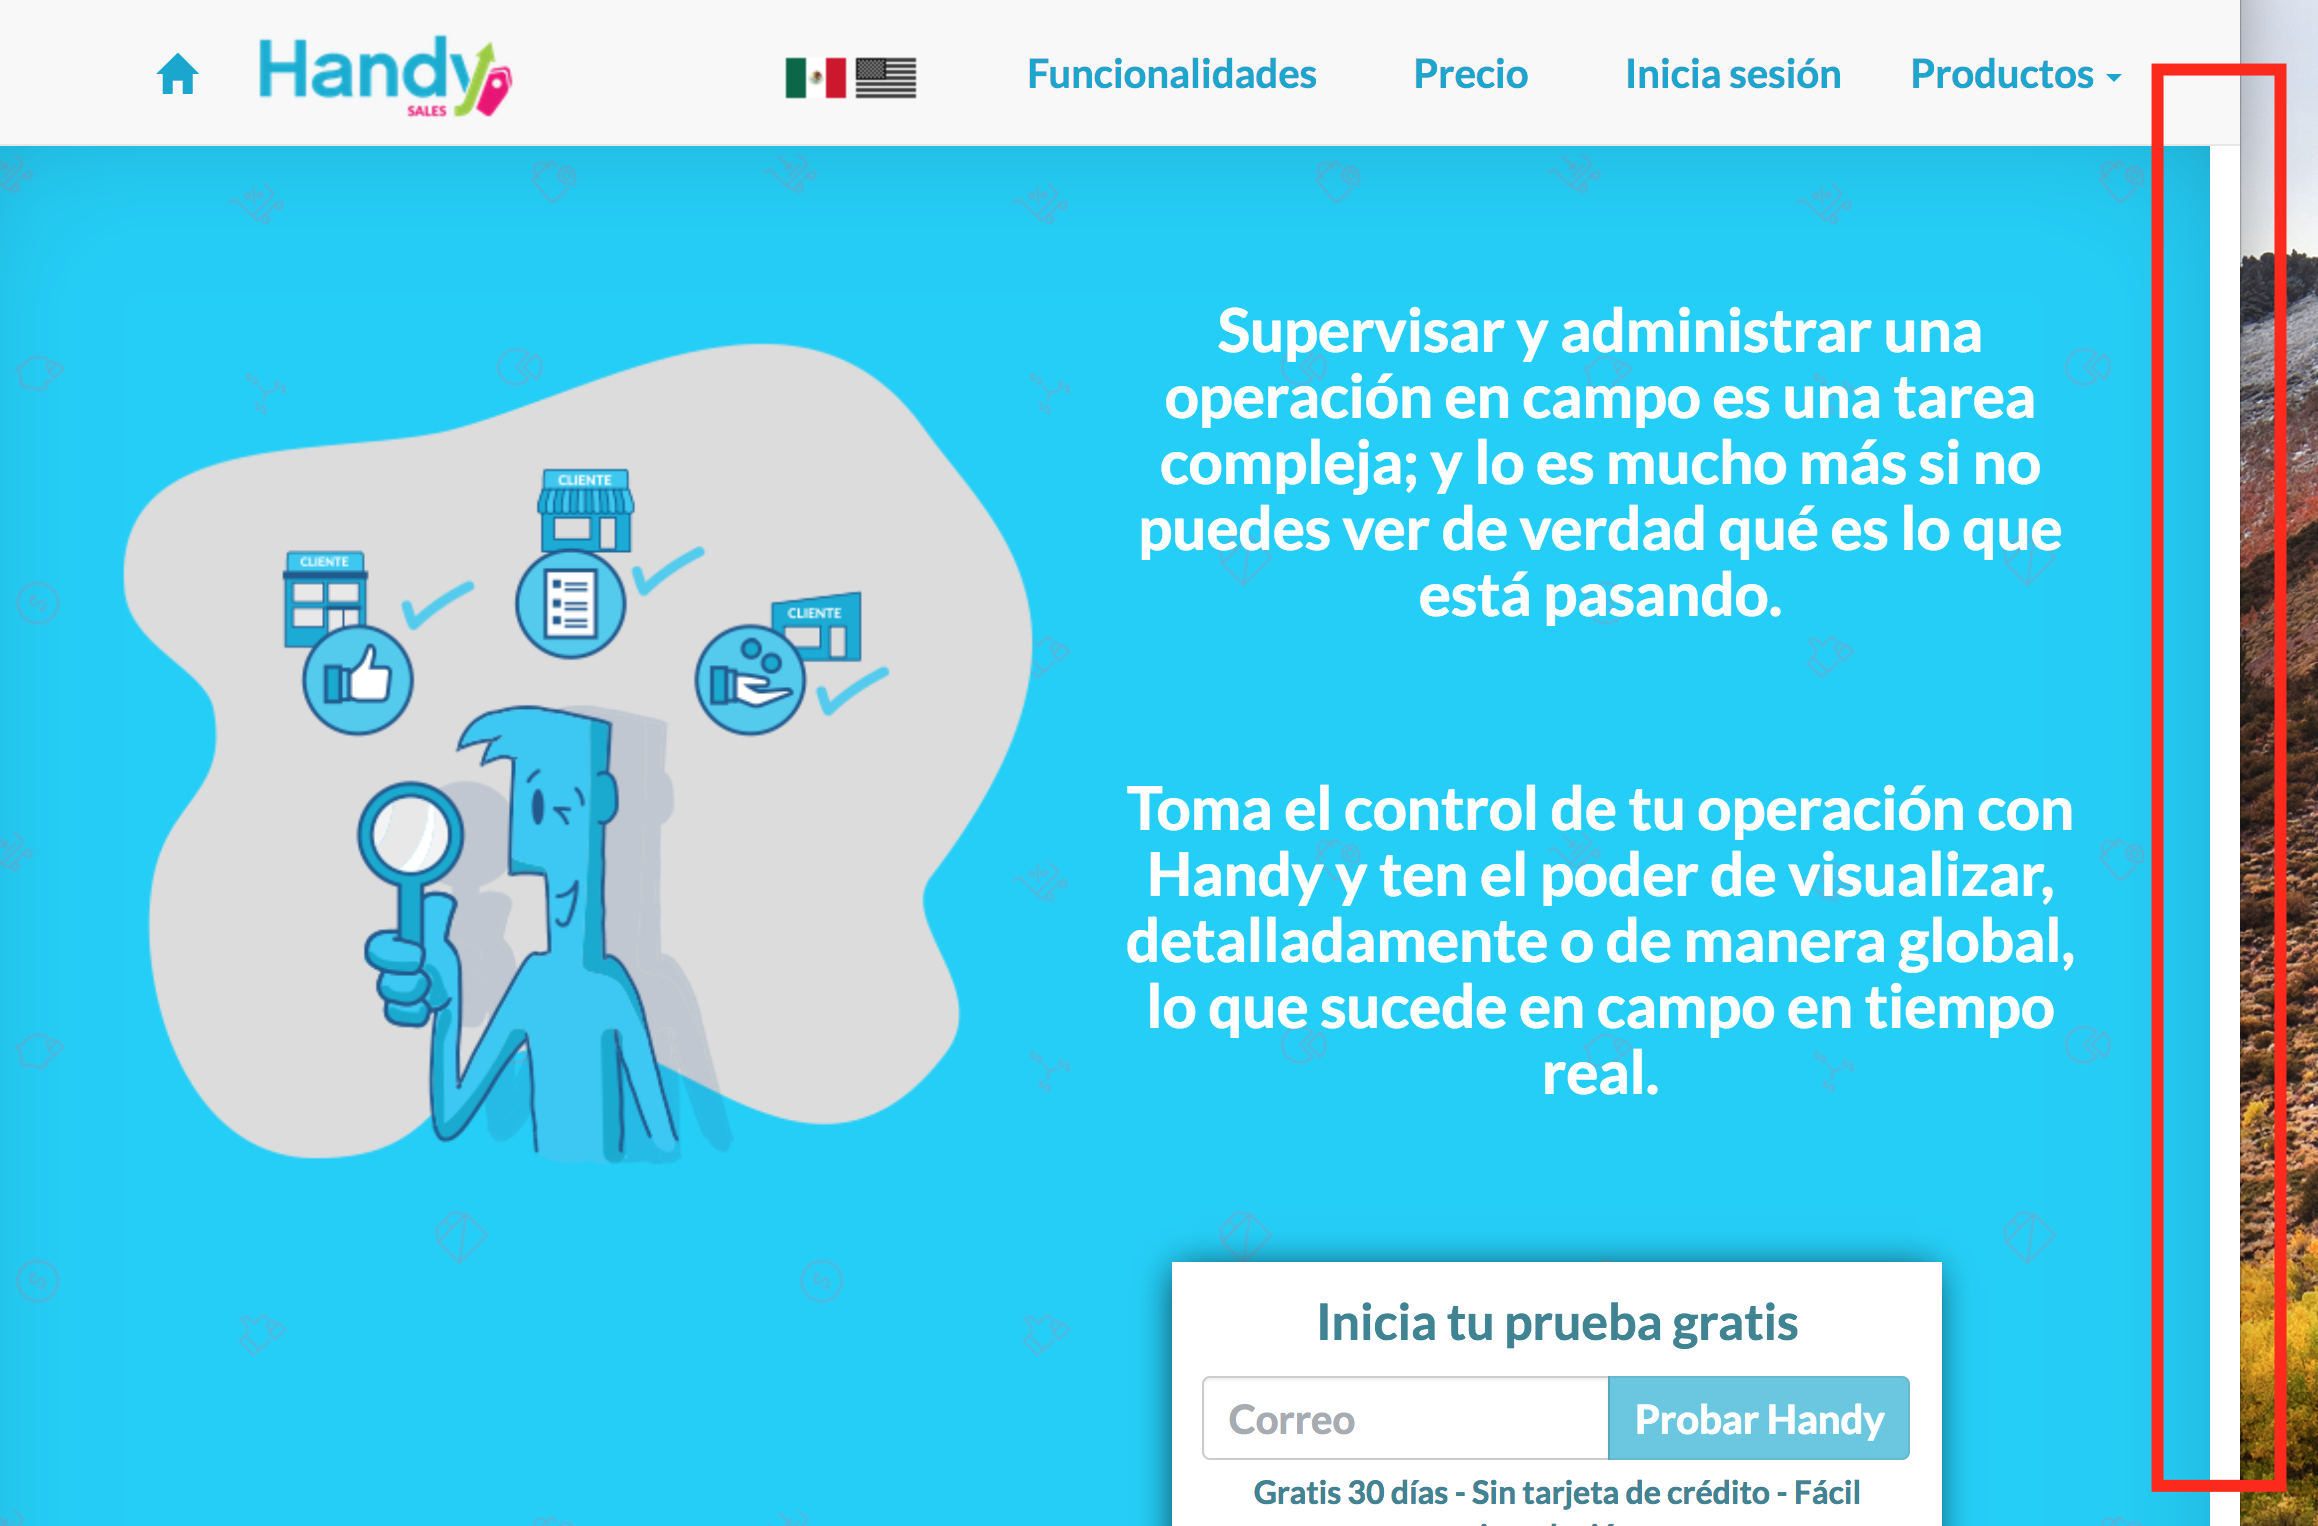 Handy
SALES
Funcionalidades
Precio
Inicia sesión
Productos
Supervisar y administrar una
operación en campo es una tarea
compleja; y lo es mucho más si no
puedes ver de verdad qué es lo que
está pasando.
CLIENTE
CLIENTE
CLIENTE
Toma el control de tu operación con
Handy y ten el poder de visualizar,
detalladamente o de manera global,
lo que sucede en campo en tiempo
real.
Inicia tu prueba gratis
Correo
Probar Handy
Gratis 30 días - Sin tarjeta de crédito - Fácil